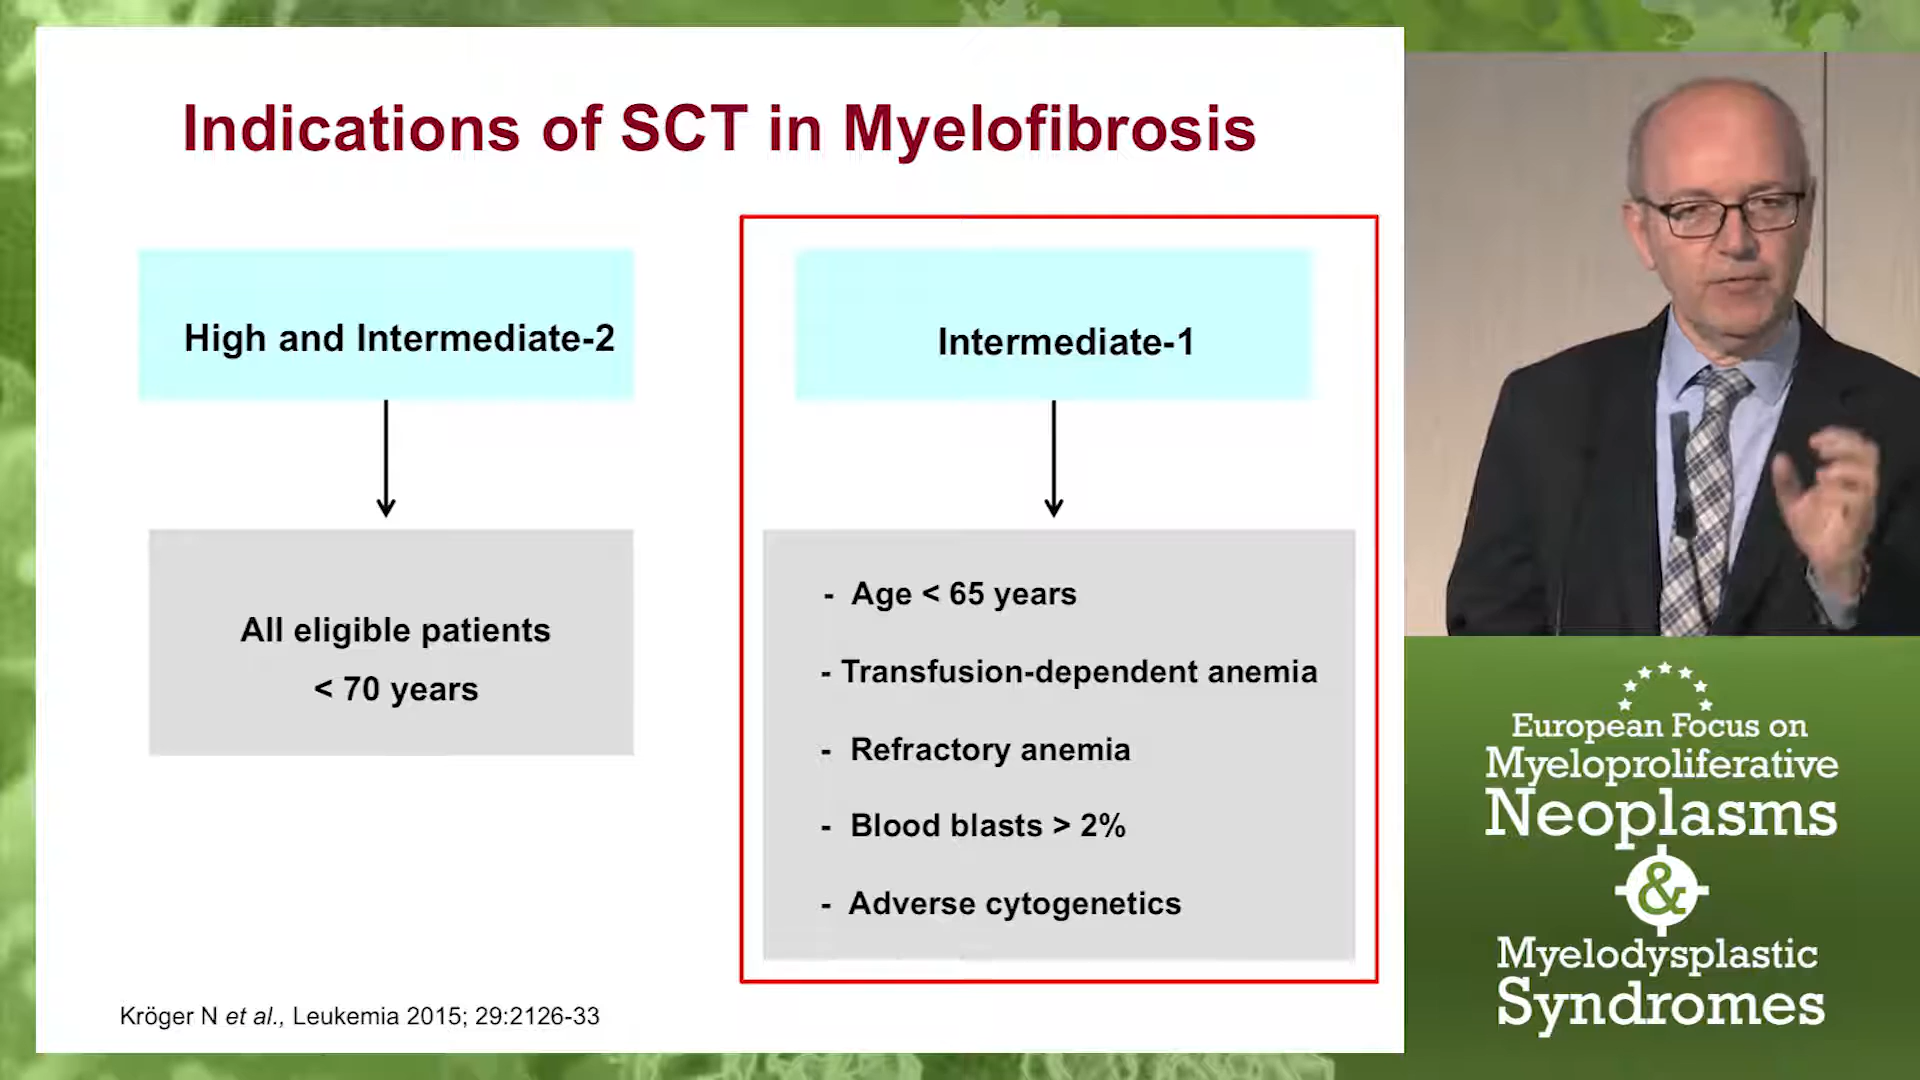 Indications of SCT in Myelofibrosis
High and Intermediate-2
All eligible patients
< 70 years
Intermediate-1
- Age < 65 years
- Transfusion-dependent anemia
- Refractory anemia
- Blood blasts > 2%
- Adverse cytogenetics
Kröger N et al., Leukemia 2015; 29:2126-33
European Focus on
Myeloproliferative
Neoplasms
&
Myelodysplastic
Syndromes